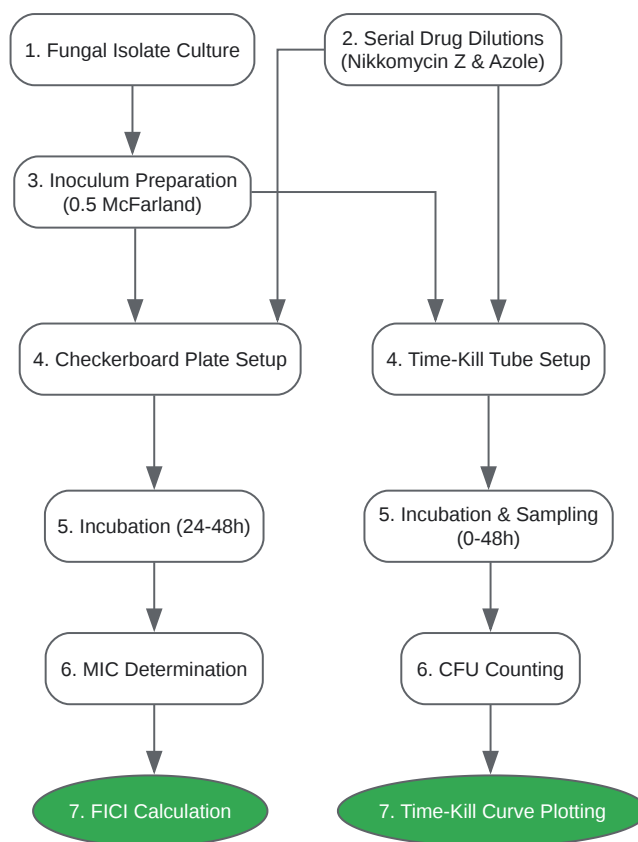 1. Fungal Isolate Culture
2. Serial Drug Dilutions
(Nikkomycin Z & Azole)
3. Inoculum Preparation
(0.5 McFarland)
4. Checkerboard Plate Setup
4. Time-Kill Tube Setup
5. Incubation (24-48h)
5. Incubation & Sampling
(0-48h)
6. MIC Determination
6. CFU Counting
7. FICI Calculation
7. Time-Kill Curve Plotting